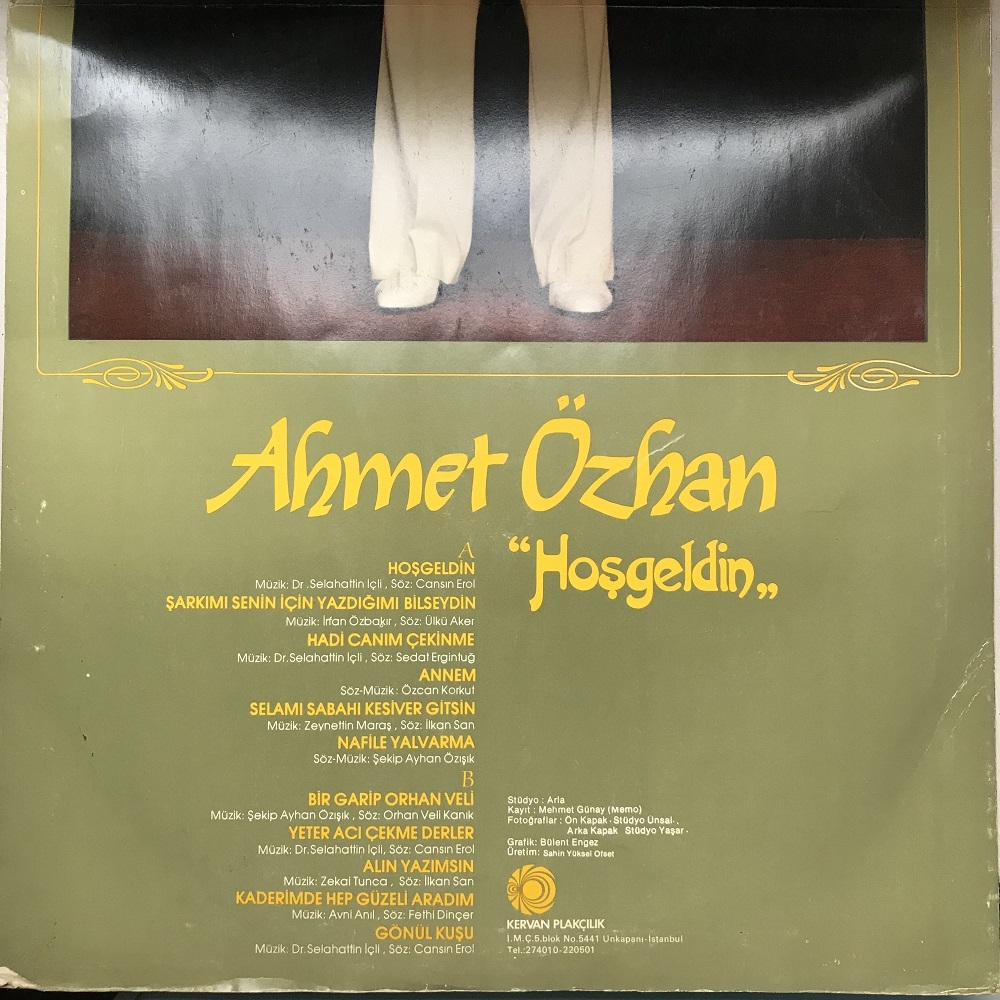 Ahmet Özhan
“Hoşgeldin„
A
HOŞGELDİN
Müzik: Dr. Selahattin İçli, Söz: Cansın Erol
ŞARKIMI SENİN İÇİN YAZDIĞIMI BİLSEYDİN
Müzik: İrfan Özbakır, Söz: Ülkü Aker
HADİ CANIM ÇEKİNME
Müzik: Dr.Selahattin İçli, Söz: Sedat Ergintuğ
ANNEM
Söz-Müzik: Özcan Korkut
SELAMI SABAHI KESİVER GİTSİN
Müzik: Zeynettin Maraş, Söz: İlkan San
NAFİLE YALVARMA
Söz-Müzik: Şekip Ayhan Özışık
B
BİR GARİP ORHAN VELİ
Müzik: Şekip Ayhan Özışık, Söz: Orhan Veli Kanık
YETER ACI ÇEKME DERLER
Müzik: Dr.Selahattin İçli, Söz: Cansın Erol
ALIN YAZIMSIN
Müzik: Zekai Tunca, Söz: İlkan San
KADERİMDE HEP GÜZELİ ARADIM
Müzik: Avni Anıl, Söz: Fethi Dinçer
GÖNÜL KUŞU
Müzik: Dr.Selahattin İçli, Söz: Cansın Erol
Stüdyo : Arla
Kayıt : Mehmet Günay (Memo)
Fotoğraflar : Ön Kapak · Stüdyo Ünsal·,
Arka Kapak Stüdyo Yaşar·
Grafik: Bülent Engez
Üretim: Şahin Yüksel Ofset
KERVAN PLAKÇILIK
İ.M.Ç.5.blok No.5441 Unkapanı-İstanbul
Tel.:274010-220501